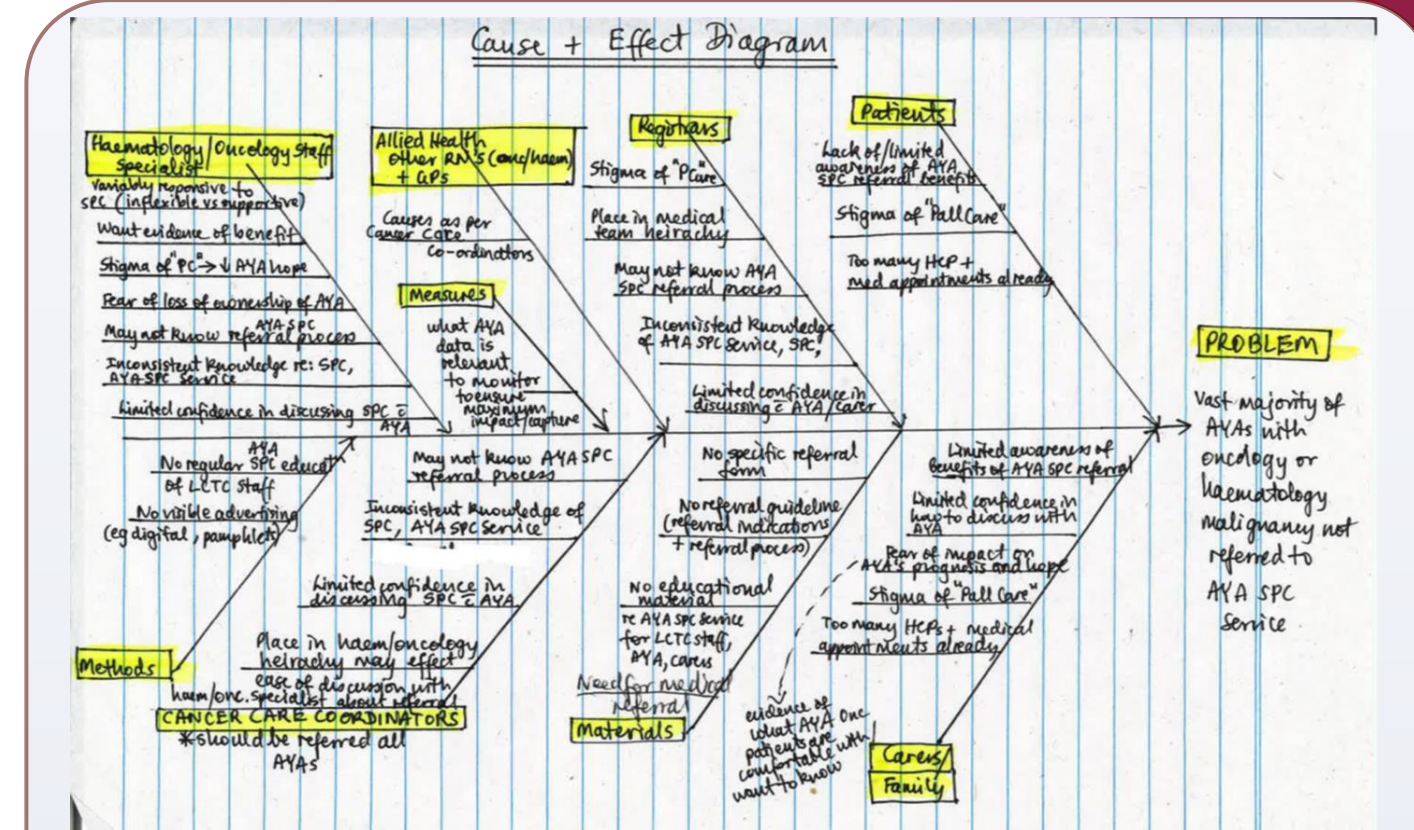 Cause + Effect Diagram
Haematology/Oncology Staff
Specialist
Variably responsive to
SPC (inflexible vs supportive)
Want evidence of benefit
Stigma of "PC" → ↓ AYA hope
Fear of loss of ownership of AYA
AYA SPC
May not know referral process
Inconsistent knowledge re: SPC,
AYA SPC Service
Limited confidence in discussing SPC c̄
AYA
Allied Health
other RN's (onc/haem)
+ GPs
Causes as per
Cancer Care
Co-ordinators
Measures
what AYA
data is
relevant
to monitor
to ensure
maximum
impact/capture
Registrars
Stigma of "PCare"
Place in medical
team heirachy
May not know AYA
SPC referral process
Inconsistent knowledge
of AYA SPC Service, SPC,
Limited confidence in
discussing c̄ AYA/carer
Patients
Lack of/limited
awareness of AYA
SPC referral benefits
Stigma of "Pall Care"
Too many HCP +
med appointments already
PROBLEM
Vast majority of
AYAs with
oncology or
haematology
malignancy not
referred to
AYA SPC
Service
AYA
No regular SPC educat
of LCTC staff
No visible advertising
(eg digital, pamphlets)
Methods
May not know AYA SPC
referral process
Inconsistent knowledge of
SPC, AYA SPC Service
Limited confidence in
discussing SPC c̄ AYA
Place in haem/oncology
heirachy may effect
ease of discussion with
haem/onc. specialist about referral
CANCER CARE COORDINATORS
*should be referred all
AYAs
No specific referral
form
No referral guideline
(referral indications
+ referral process)
No educational
material
re AYA SPC Service
for LCTC staff,
AYA, carers
Need for medical
referral
Materials
Limited awareness of
benefits of AYA SPC referral
Limited confidence in
how to discuss with
AYA
Fear of impact on
AYA's prognosis and hope
Stigma of "Pall Care"
Too many HCPs + medical
appointments already
evidence of
what AYA Onc
patients are
comfortable with
want to know
Carers/
Family